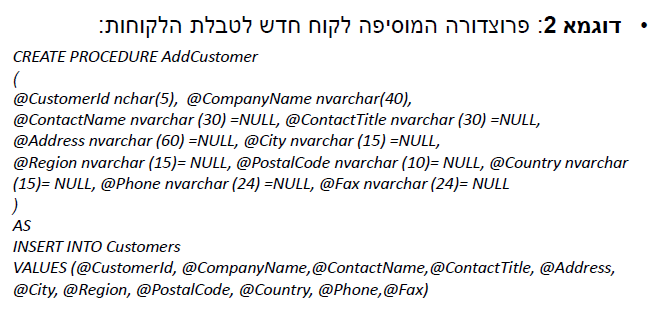 • דוגמא 2: פרוצדורה המוסיפה לקוח חדש לטבלת הלקוחות:
CREATE PROCEDURE AddCustomer
(
@CustomerId nchar(5),  @CompanyName nvarchar(40),
@ContactName nvarchar (30) =NULL, @ContactTitle nvarchar (30) =NULL,
@Address nvarchar (60) =NULL, @City nvarchar (15) =NULL,
@Region nvarchar (15)= NULL, @PostalCode nvarchar (10)= NULL, @Country nvarchar
(15)= NULL, @Phone nvarchar (24) =NULL, @Fax nvarchar (24)= NULL
)
AS
INSERT INTO Customers
VALUES (@CustomerId, @CompanyName,@ContactName,@ContactTitle, @Address,
@City, @Region, @PostalCode, @Country, @Phone,@Fax)